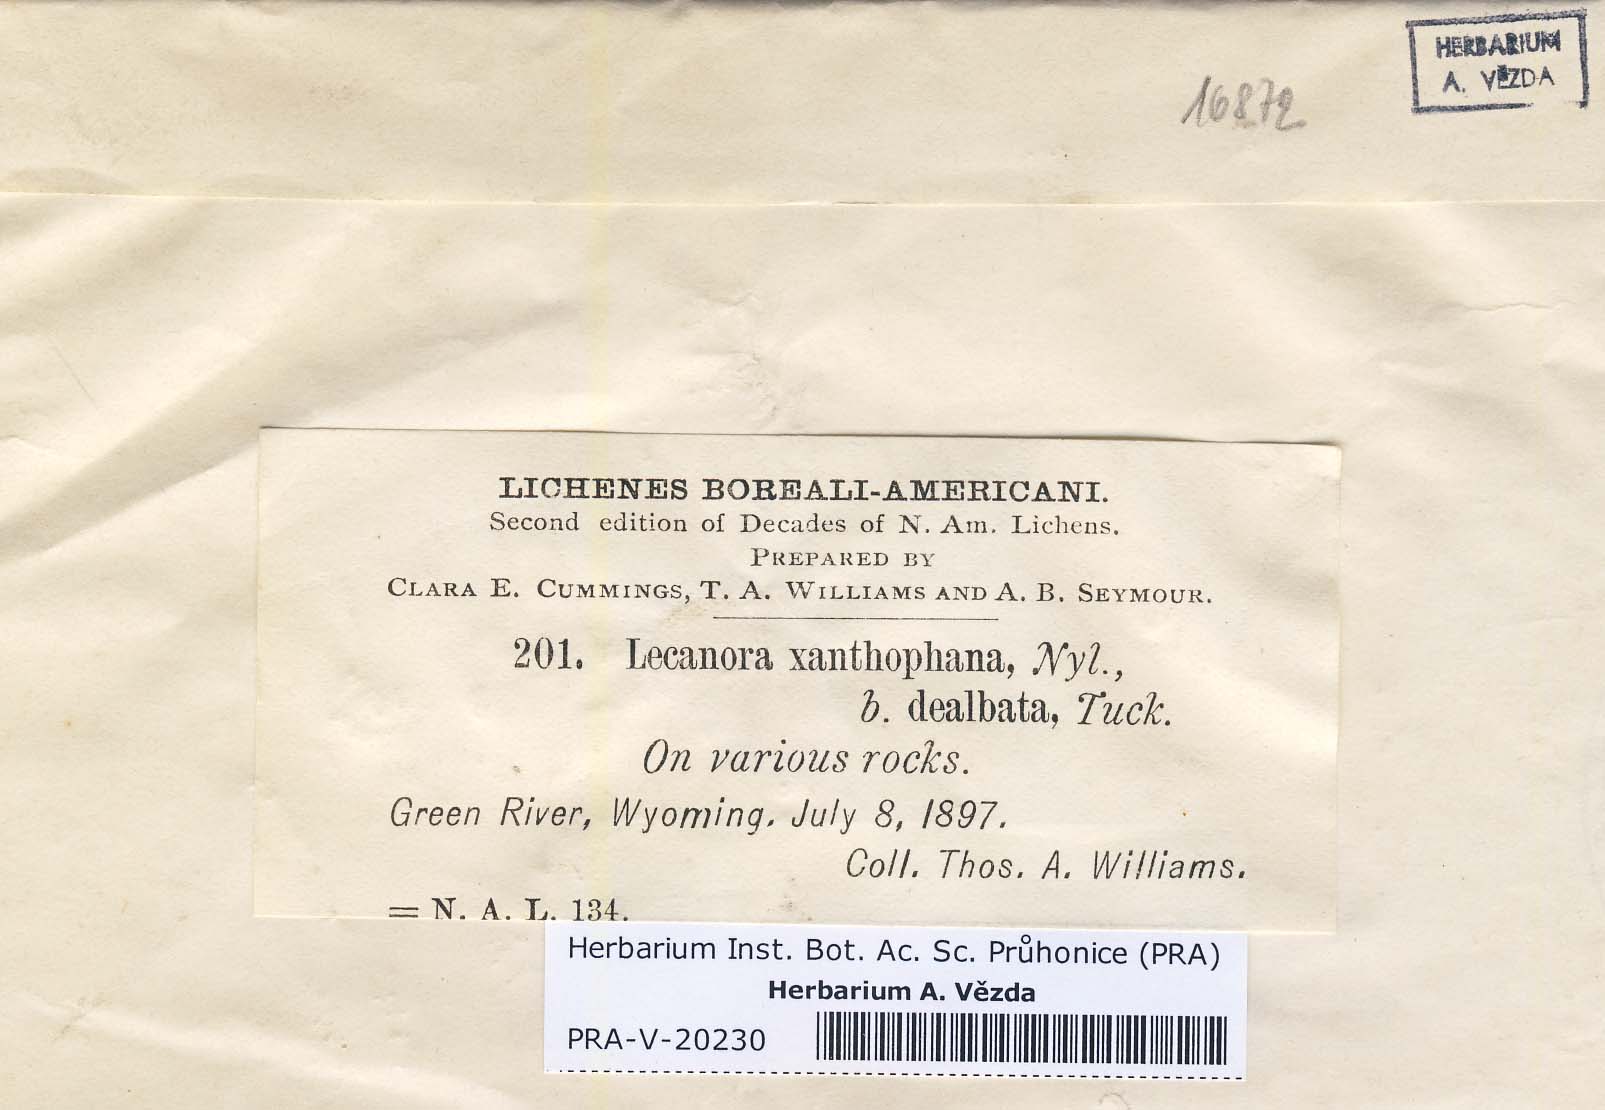 HERBARIUM
A. VĚZDA
16872
LICHENES BOREALI-AMERICANI.
Second edition of Decades of N. Am. Lichens.
PREPARED BY
CLARA E. CUMMINGS, T. A. WILLIAMS AND A. B. SEYMOUR.
201. Lecanora xanthophana, Nyl.,
b. dealbata, Tuck.
On various rocks.
Green River, Wyoming. July 8, 1897.
Coll. Thos. A. Williams.
= N. A. L. 134.
Herbarium Inst. Bot. Ac. Sc. Průhonice (PRA)
Herbarium A. Vězda
PRA-V-20230